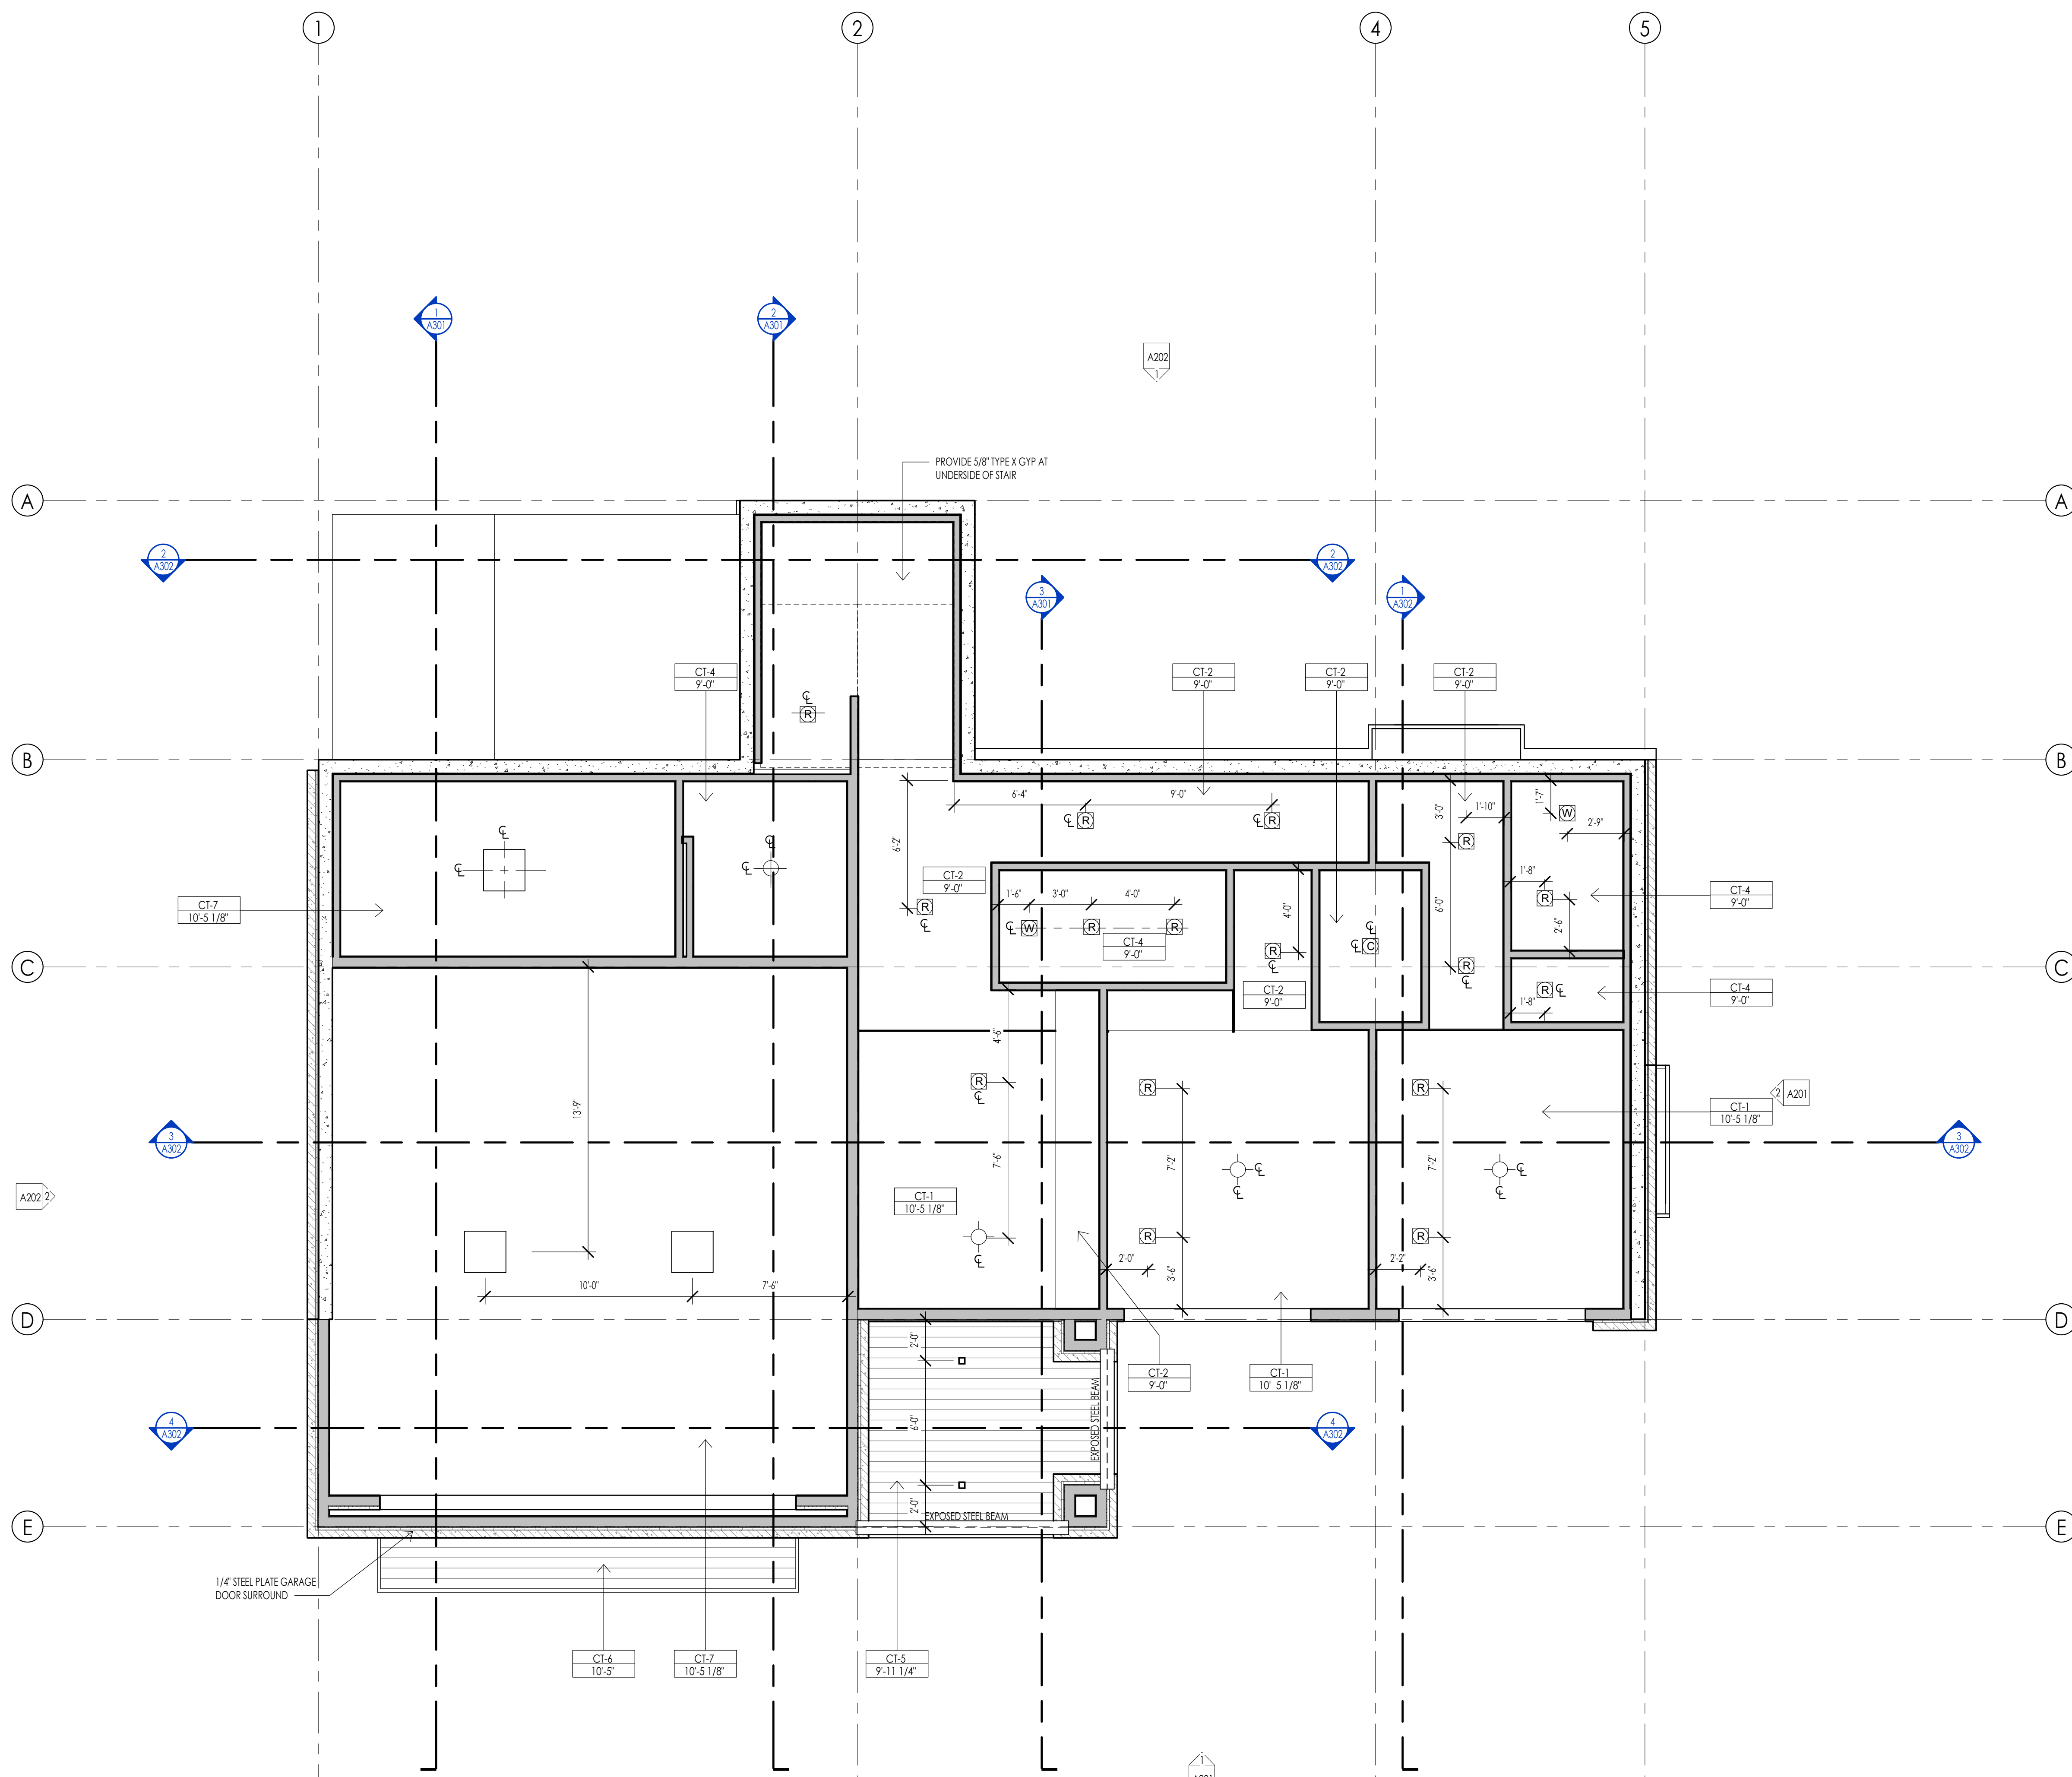 1
2
4
5
1
A301
2
A301
A202
1
PROVIDE 5/8" TYPE X GYP AT
UNDERSIDE OF STAIR
A
A
2
A302
2
A302
3
A301
1
A302
CT-4
9'-0"
CT-2
9'-0"
CT-2
9'-0"
CT-2
9'-0"
℄
R
B
B
6'-4"
9'-0"
3'-0"
1'-10"
1'-7"
W
2'-9"
℄ R
℄ R
R
6'-2"
℄
℄
℄
℄
CT-2
9'-0"
1'-6"
3'-0"
4'-0"
4'-0"
6'-0"
1'-8"
R
2'-6"
CT-4
9'-0"
CT-7
10'-5 1/8"
R
℄
℄ W
R
R
CT-4
9'-0"
R
℄
℄
℄ C
R
℄
C
C
CT-2
9'-0"
R ℄
1'-8"
CT-4
9'-0"
4'-6"
R
℄
R
R
13'-9"
2
A201
CT-1
10'-5 1/8"
3
A302
3
A302
7'-6"
7'-2"
7'-2"
℄
℄
℄
℄
A202
2
CT-1
10'-5 1/8"
℄
R
R
2'-0"
3'-6"
2'-2"
3'-6"
10'-0"
7'-6"
D
D
2'-0"
CT-2
9'-0"
CT-1
10' 5 1/8"
EXPOSED STEEL BEAM
6'-0"
4
A302
4
A302
2'-0"
EXPOSED STEEL BEAM
E
E
1/4" STEEL PLATE GARAGE
DOOR SURROUND
CT-6
10'-5"
CT-7
10'-5 1/8"
CT-5
9'-11 1/4"
1